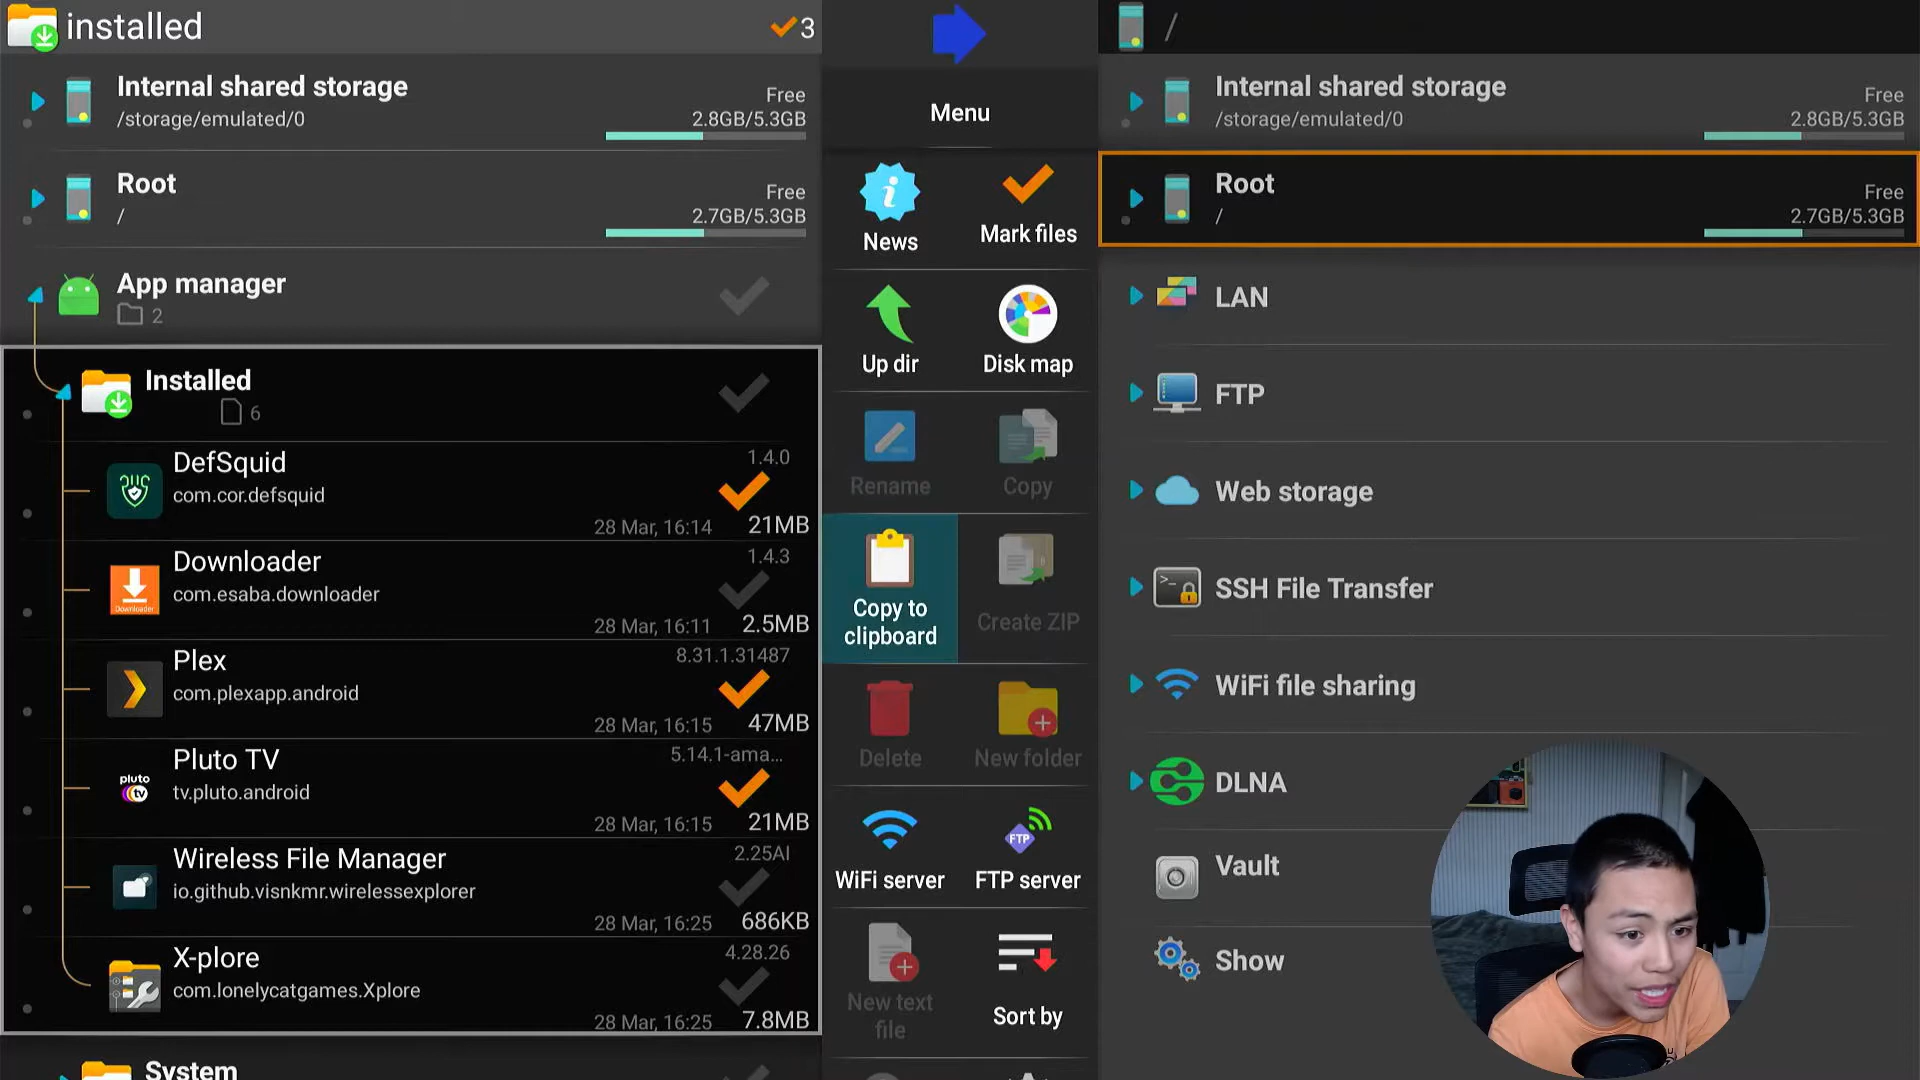 installed
3
Internal shared storage
/storage/emulated/0
Free
2.8GB/5.3GB
Root
/
Free
2.7GB/5.3GB
App manager
2
Installed
6
DefSquid
com.cor.defsquid
1.4.0
28 Mar, 16:14
21MB
Downloader
com.esaba.downloader
Downloader
1.4.3
28 Mar, 16:11
2.5MB
Plex
com.plexapp.android
8.31.1.31487
28 Mar, 16:15
47MB
Pluto TV
tv.pluto.android
pluto
tv
5.14.1-ama...
28 Mar, 16:15
21MB
Wireless File Manager
io.github.visnkmr.wirelessexplorer
2.25AI
28 Mar, 16:25
686KB
X-plore
com.lonelycatgames.Xplore
4.28.26
28 Mar, 16:25
7.8MB
System
Menu
News
Mark files
Up dir
Disk map
Rename
Copy
Copy to
clipboard
Create ZIP
Delete
New folder
WiFi server
FTP
FTP server
New text
file
Sort by
/
Internal shared storage
/storage/emulated/0
Free
2.8GB/5.3GB
Root
/
Free
2.7GB/5.3GB
LAN
FTP
Web storage
SSH File Transfer
WiFi file sharing
DLNA
Vault
Show